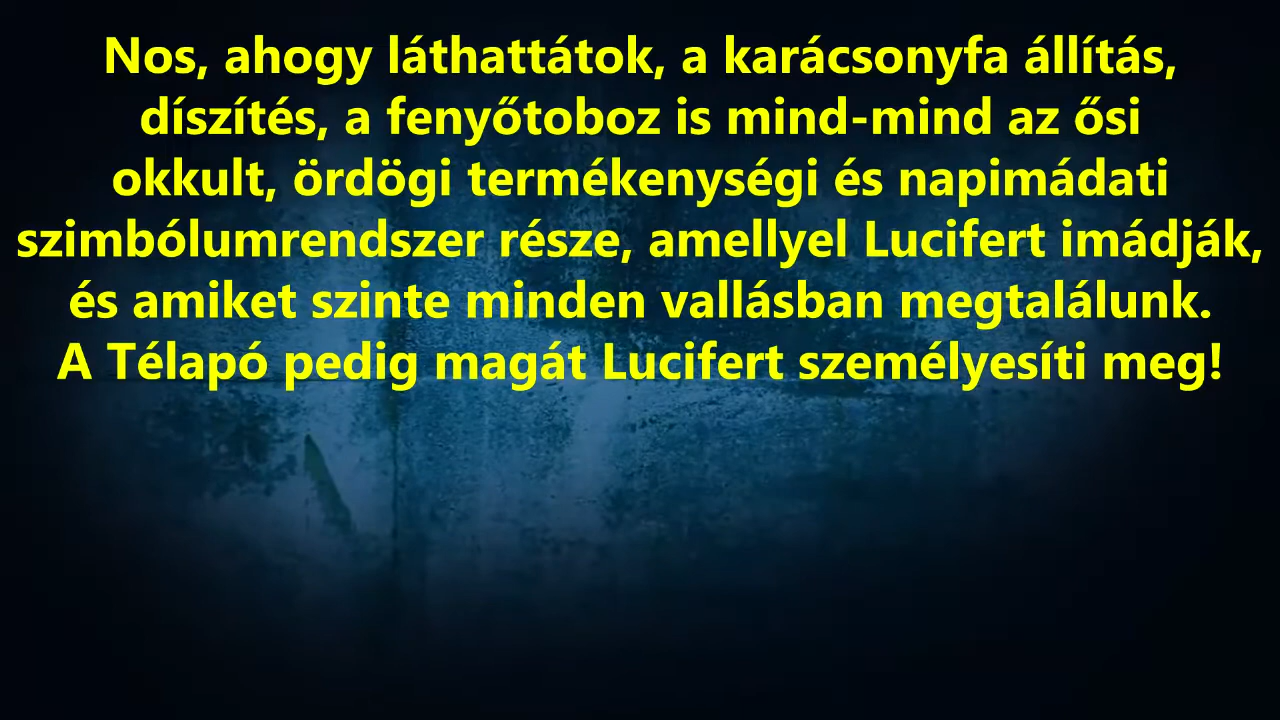 Nos, ahogy láthattátok, a karácsonyfa állítás,
díszítés, a fenyőtoboz is mind-mind az ősi
okkult, ördögi termékenységi és napimádati
szimbólumrendszer része, amellyel Lucifert imádják,
és amiket szinte minden vallásban megtalálunk.
A Télapó pedig magát Lucifert személyesíti meg!